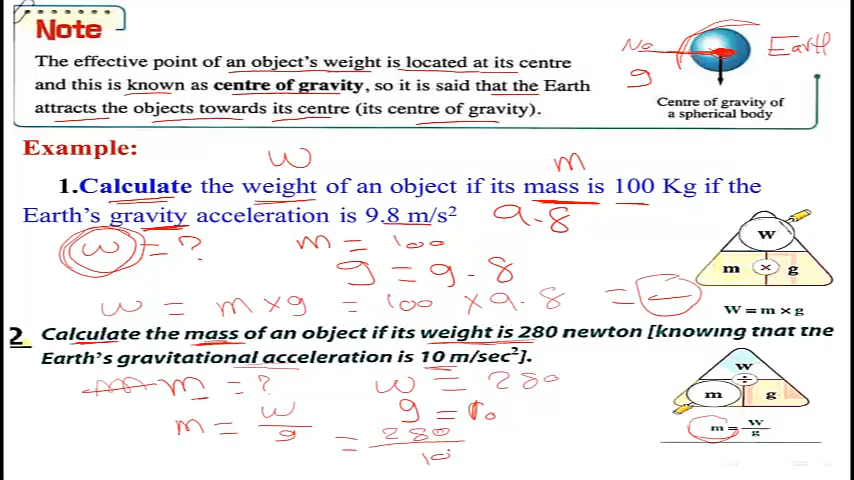 Note
The effective point of an object's weight is located at its centre
and this is known as centre of gravity, so it is said that the Earth
attracts the objects towards its centre (its centre of gravity).
g
Earth
Centre of gravity of
a spherical body
Example:
w
m
1.Calculate the weight of an object if its mass is 100 Kg if the
Earth's gravity acceleration is 9.8 m/s²
9.8
w = ?
m = 100
g = 9.8
w = m×g = 100 ×9.8 =
W
m × g
W = m × g
2 Calculate the mass of an object if its weight is 280 newton [knowing that the
Earth's gravitational acceleration is 10 m/sec²].
m = ?
w = 280
g = 10
m = w/g = 280/10
W
÷
m g
m = W/g